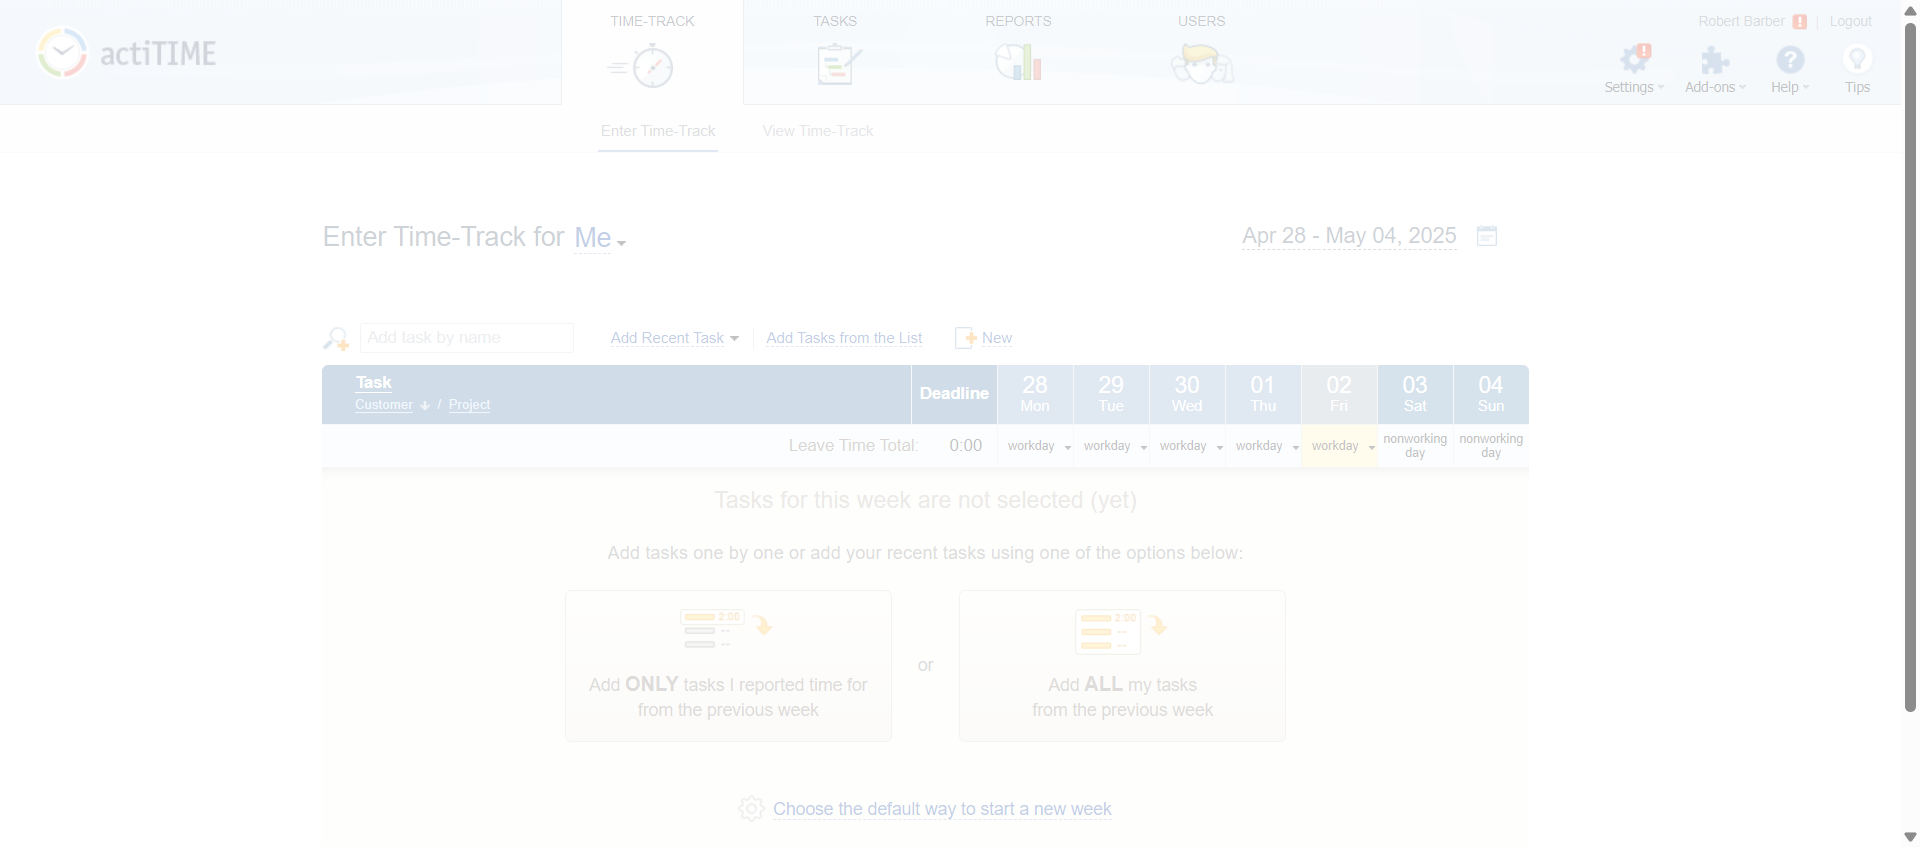 actiTIME
TIME-TRACK
TASKS
REPORTS
USERS
Robert Barber ! | Logout
Settings
Add-ons
Help
Tips
Enter Time-Track
View Time-Track
Enter Time-Track for Me
Apr 28 - May 04, 2025
Add task by name
Add Recent Task
Add Tasks from the List
New
Task
Customer / Project
Deadline
28 Mon
29 Tue
30 Wed
01 Thu
02 Fri
03 Sat
04 Sun
Leave Time Total: 0:00
workday
workday
workday
workday
workday
nonworking day
nonworking day
Tasks for this week are not selected (yet)
Add tasks one by one or add your recent tasks using one of the options below:
2:00
Add ONLY tasks I reported time for
from the previous week
or
2:00
Add ALL my tasks
from the previous week
Choose the default way to start a new week